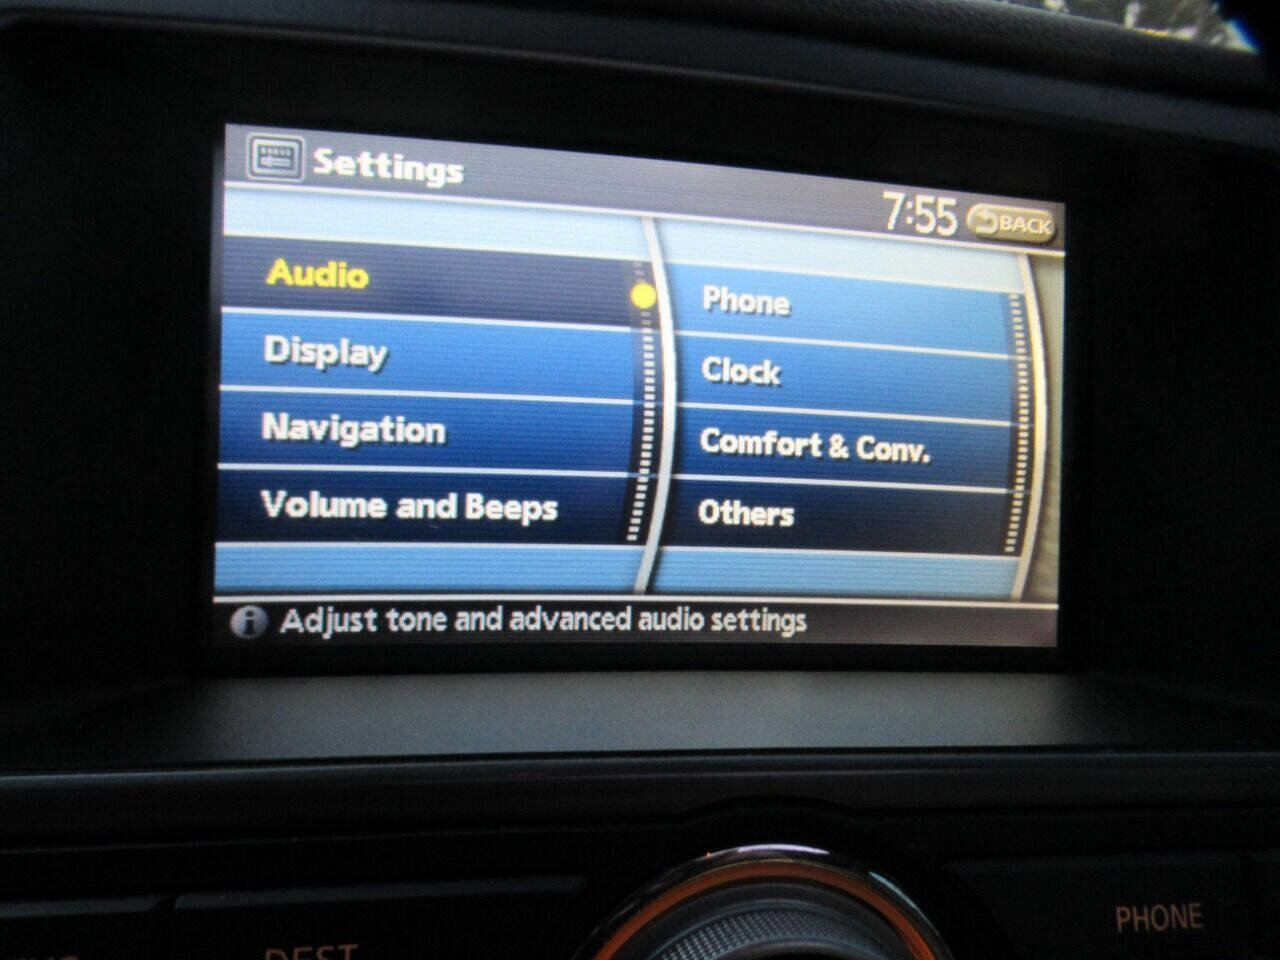 Settings
7:55 BACK
Audio
Display
Navigation
Volume and Beeps
Phone
Clock
Comfort & Conv.
Others
Adjust tone and advanced audio settings
DEST
PHONE